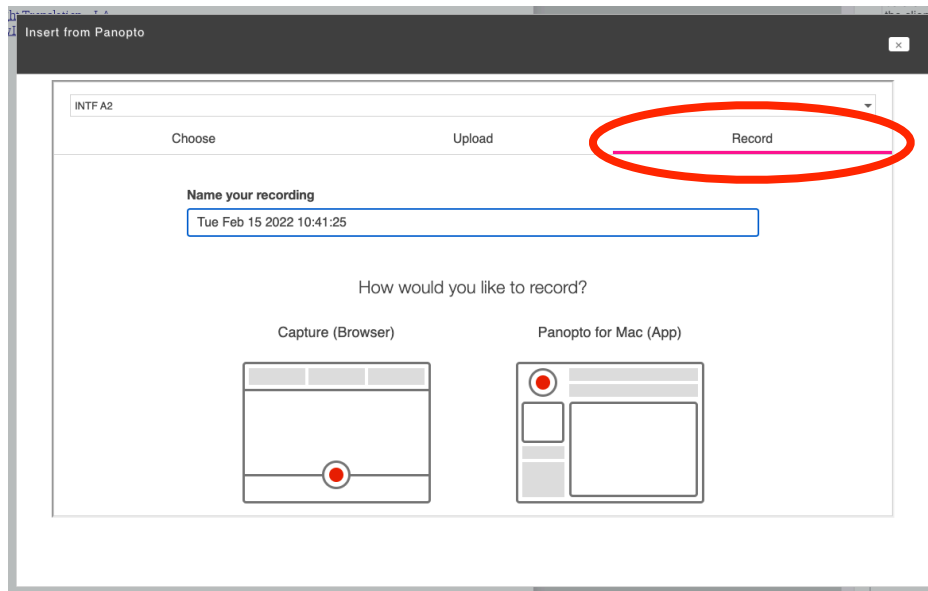 Insert from Panopto
×
INTF A2
Choose Upload Record
Name your recording
Tue Feb 15 2022 10:41:25
How would you like to record?
Capture (Browser) Panopto for Mac (App)